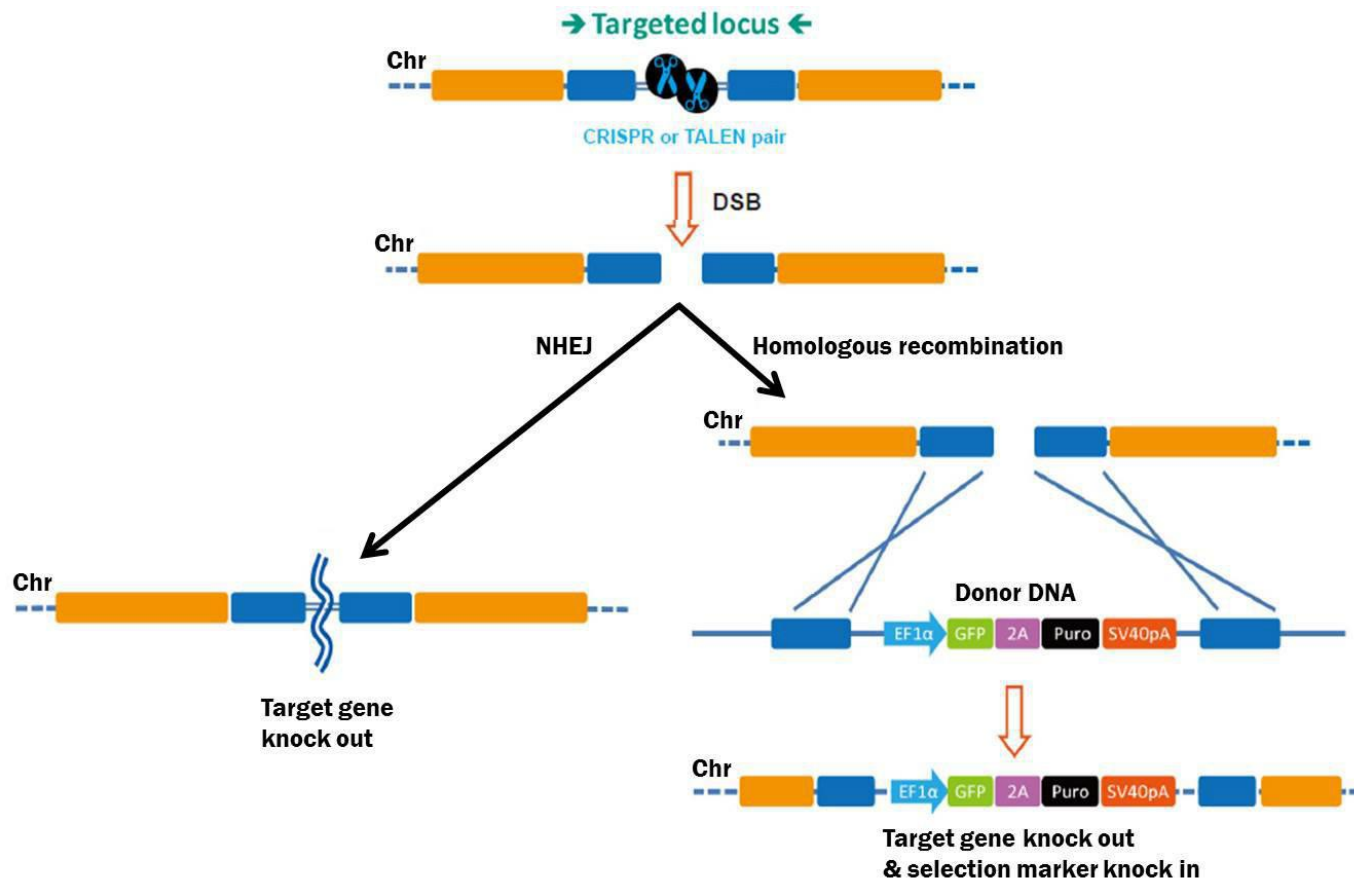 → Targeted locus ←
Chr
CRISPR or TALEN pair
DSB
Chr
NHEJ
Homologous recombination
Chr
Chr
Donor DNA
EF1α GFP 2A Puro SV40pA
Target gene
knock out
Chr
EF1α GFP 2A Puro SV40pA
Target gene knock out
& selection marker knock in